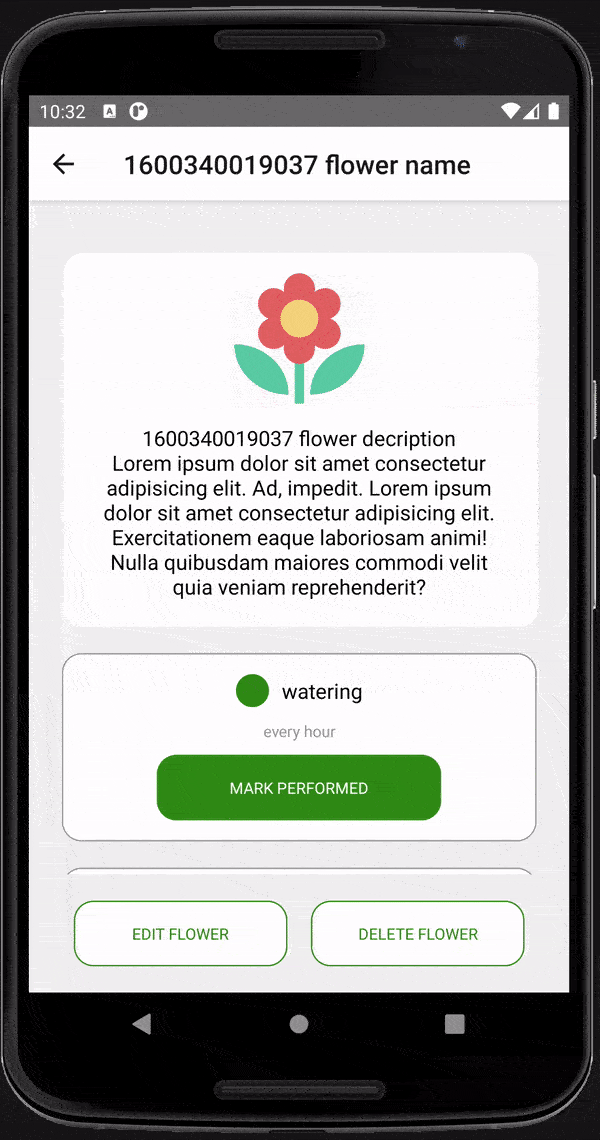 10:32
1600340019037 flower name
1600340019037 flower decription
Lorem ipsum dolor sit amet consectetur
adipisicing elit. Ad, impedit. Lorem ipsum
dolor sit amet consectetur adipisicing elit.
Exercitationem eaque laboriosam animi!
Nulla quibusdam maiores commodi velit
quia veniam reprehenderit?
watering
every hour
MARK PERFORMED
EDIT FLOWER
DELETE FLOWER